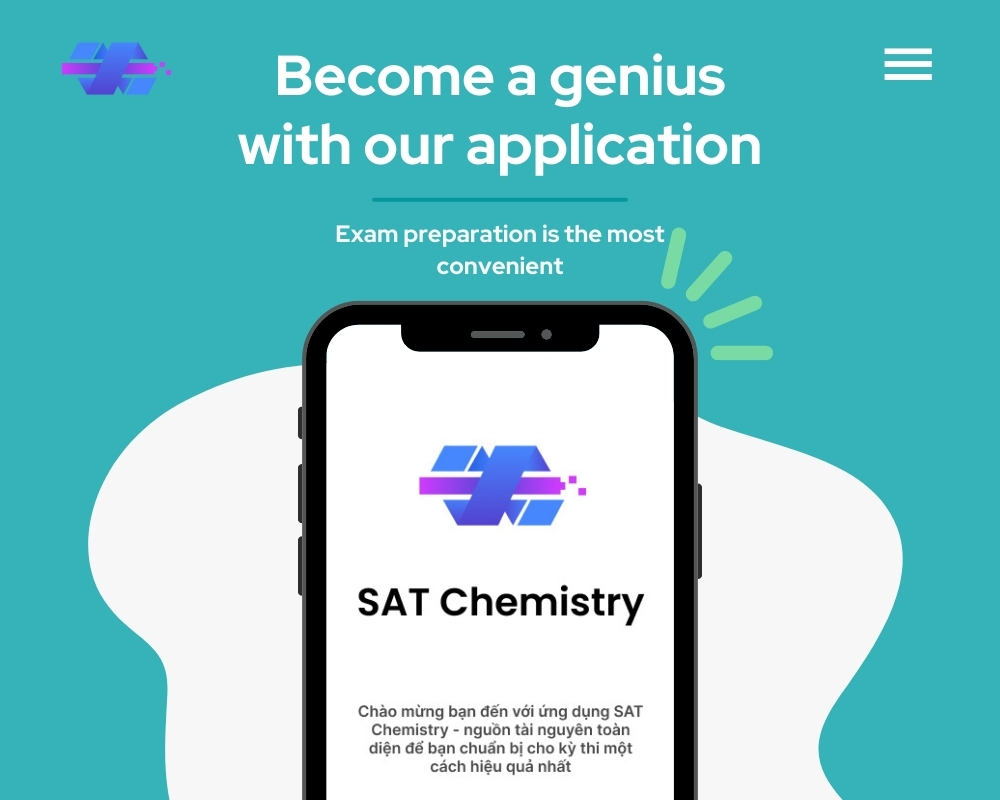 Become a genius
with our application
Exam preparation is the most
convenient
SAT Chemistry
Chào mừng bạn đến với ứng dụng SAT
Chemistry - nguồn tài nguyên toàn
diện để bạn chuẩn bị cho kỳ thi một
cách hiệu quả nhất